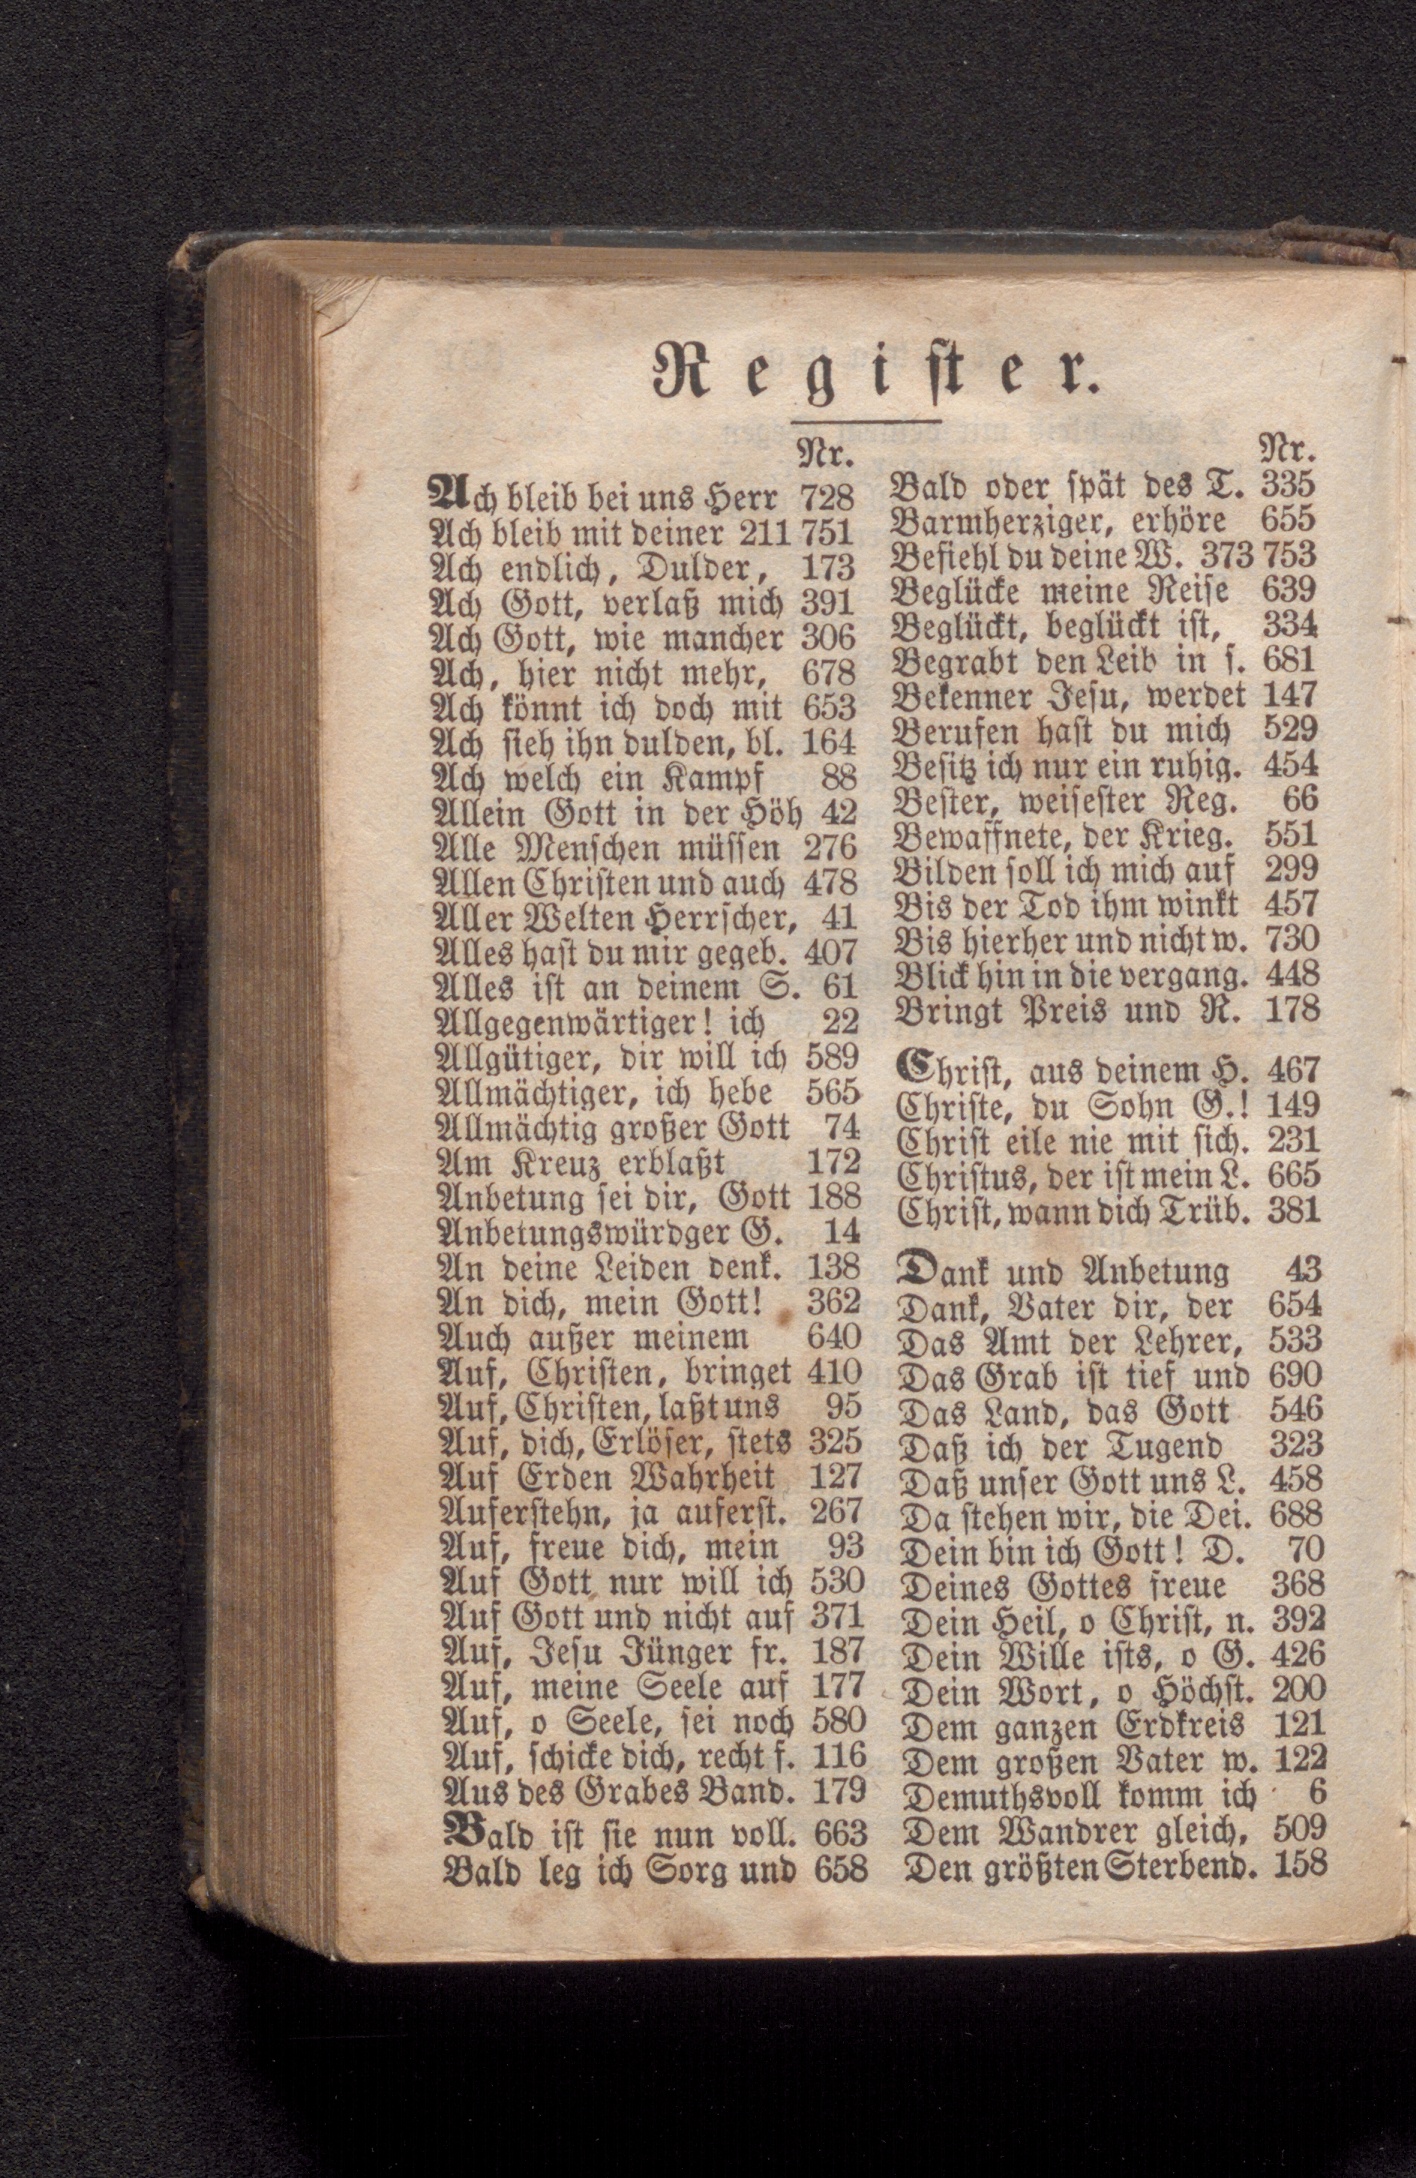 Register.
Nr.
Ach bleib bei uns Herr 728
Ach bleib mit deiner 211 751
Ach endlich, Dulder, 173
Ach Gott, verlaß mich 391
Ach Gott, wie mancher 306
Ach, hier nicht mehr, 678
Ach könnt ich doch mit 653
Ach sieh ihn dulden, bl. 164
Ach welch ein Kampf 88
Allein Gott in der Höh 42
Alle Menschen müssen 276
Allen Christen und auch 478
Aller Welten Herrscher, 41
Alles hast du mir gegeb. 407
Alles ist an deinem S. 61
Allgegenwärtiger! ich 22
Allgütiger, dir will ich 589
Allmächtiger, ich hebe 565
Allmächtig großer Gott 74
Am Kreuz erblaßt 172
Anbetung sei dir, Gott 188
Anbetungswürdger G. 14
An deine Leiden denk. 138
An dich, mein Gott! 362
Auch außer meinem 640
Auf, Christen, bringet 410
Auf, Christen, laßt uns 95
Auf, dich, Erlöser, stets 325
Auf Erden Wahrheit 127
Auferstehn, ja auferst. 267
Auf, freue dich, mein 93
Auf Gott nur will ich 530
Auf Gott und nicht auf 371
Auf, Jesu Jünger fr. 187
Auf, meine Seele auf 177
Auf, o Seele, sei noch 580
Auf, schicke dich, recht f. 116
Aus des Grabes Band. 179
Bald ist sie nun voll. 663
Bald leg ich Sorg und 658
Nr.
Bald oder spät des T. 335
Barmherziger, erhöre 655
Befiehl du deine W. 373 753
Beglücke meine Reise 639
Beglückt, beglückt ist, 334
Begrabt den Leib in s. 681
Bekenner Jesu, werdet 147
Berufen hast du mich 529
Besitz ich nur ein ruhig. 454
Bester, weisester Reg. 66
Bewaffnete, der Krieg. 551
Bilden soll ich mich auf 299
Bis der Tod ihm winkt 457
Bis hierher und nicht w. 730
Blick hin in die vergang. 448
Bringt Preis und R. 178
Christ, aus deinem H. 467
Christe, du Sohn G.! 149
Christ eile nie mit sich. 231
Christus, der ist mein L. 665
Christ, wann dich Trüb. 381
Dank und Anbetung 43
Dank, Vater dir, der 654
Das Amt der Lehrer, 533
Das Grab ist tief und 690
Das Land, das Gott 546
Daß ich der Tugend 323
Daß unser Gott uns L. 458
Da stehen wir, die Dei. 688
Dein bin ich Gott! D. 70
Deines Gottes freue 368
Dein Heil, o Christ, n. 392
Dein Wille ists, o G. 426
Dein Wort, o Höchst. 200
Dem ganzen Erdkreis 121
Dem großen Vater w. 122
Demuthsvoll komm ich 6
Dem Wandrer gleich, 509
Den größten Sterbend. 158